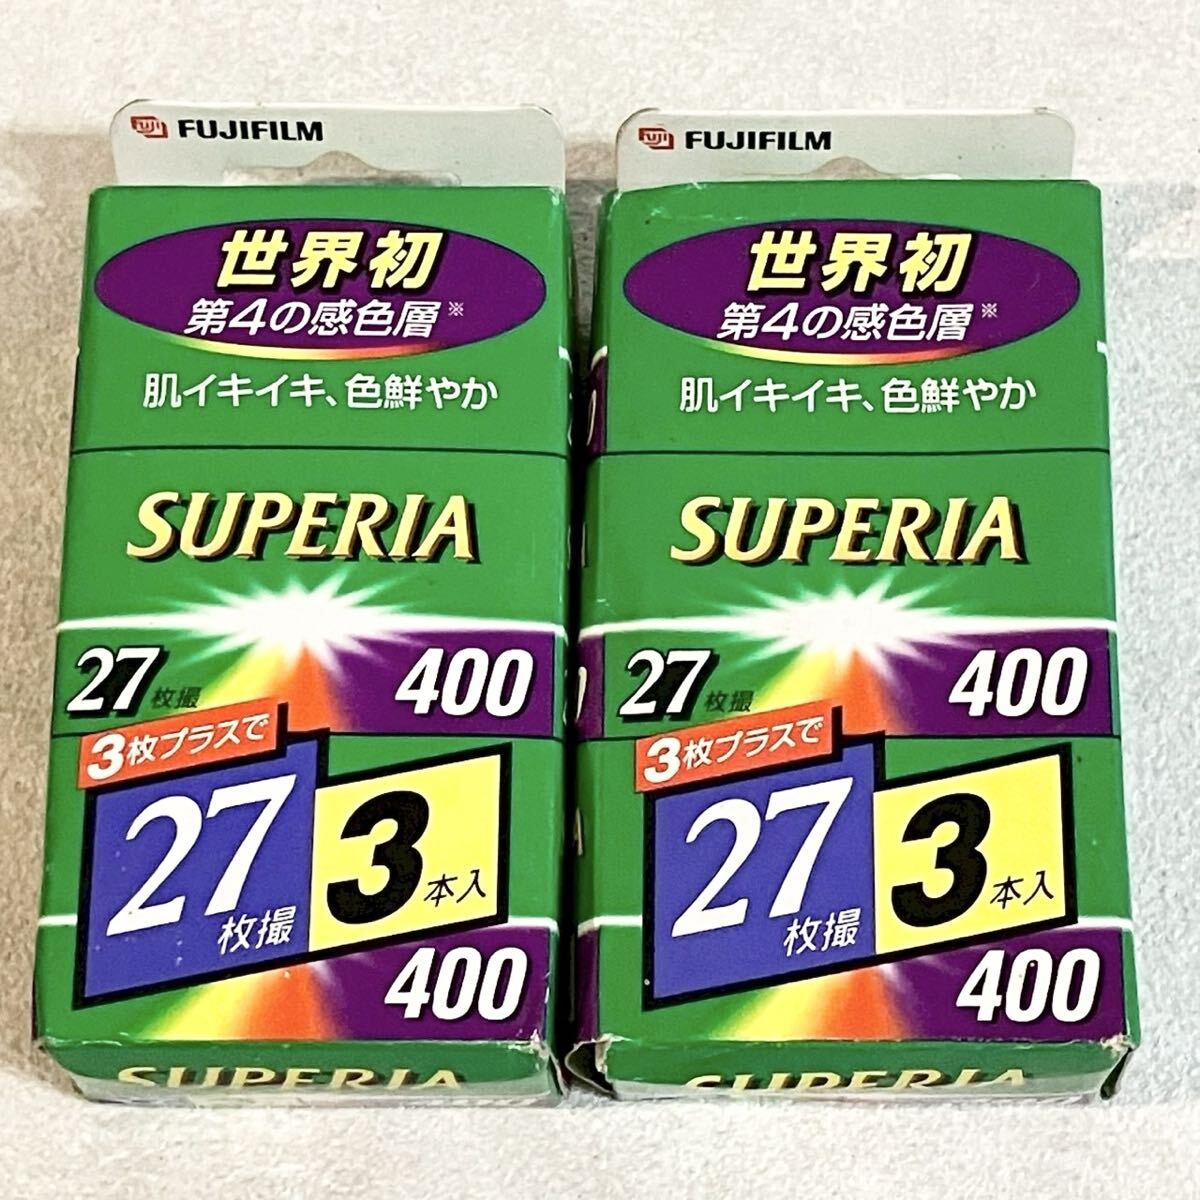 FUJI FUJIFILM
世界初
第4の感色層※
肌イキイキ、色鮮やか
SUPERIA
27枚撮 400
3枚プラスで
27枚撮
3本入
400
SUPERIA
FUJI FUJIFILM
世界初
第4の感色層※
肌イキイキ、色鮮やか
SUPERIA
27枚撮 400
3枚プラスで
27枚撮
3本入
400
SUPERIA